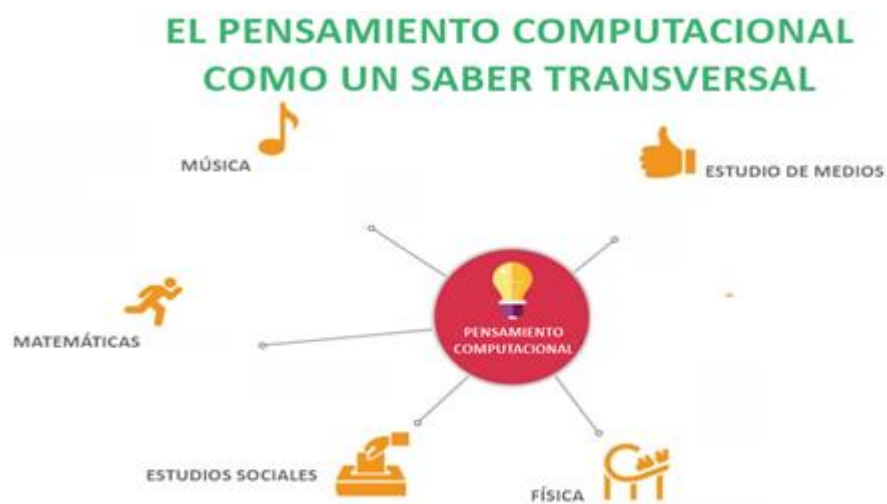 EL PENSAMIENTO COMPUTACIONAL
COMO UN SABER TRANSVERSAL
MÚSICA
ESTUDIO DE MEDIOS
PENSAMIENTO
COMPUTACIONAL
MATEMÁTICAS
ESTUDIOS SOCIALES
FÍSICA